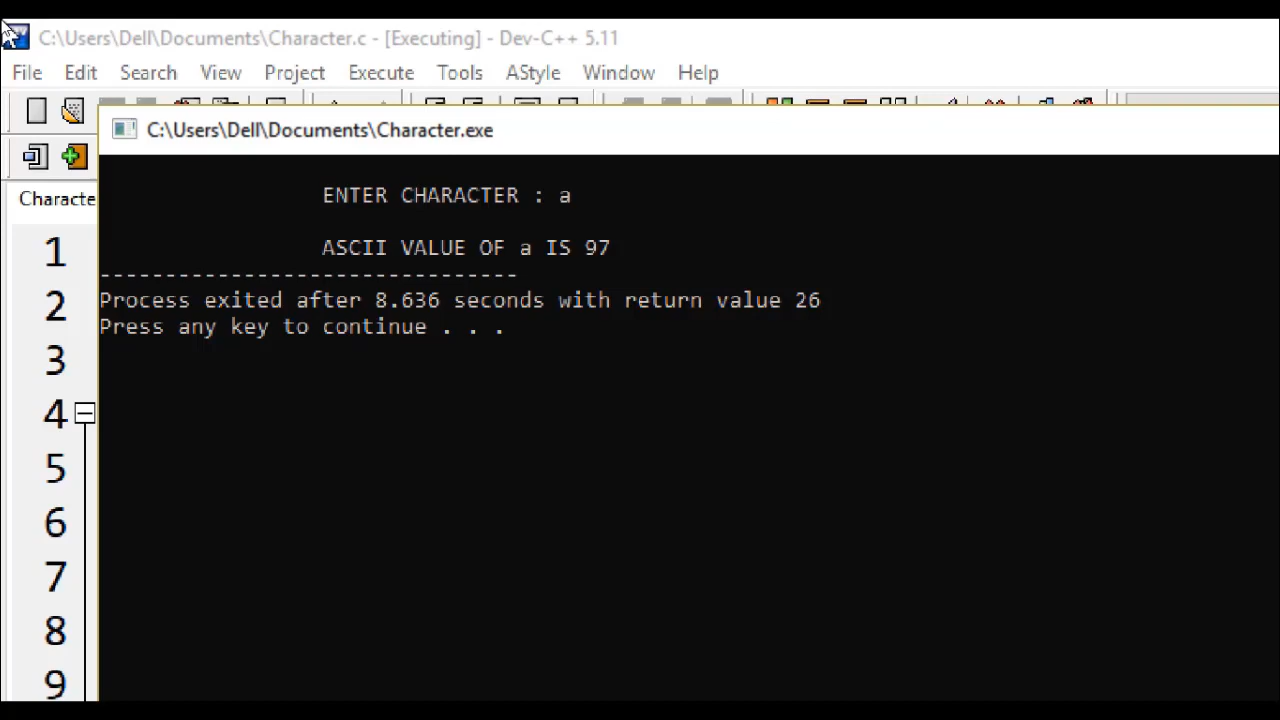 C:\Users\Dell\Documents\Character.c - [Executing] - Dev-C++ 5.11
File Edit Search View Project Execute Tools AStyle Window Help
C:\Users\Dell\Documents\Character.exe
Characte
ENTER CHARACTER : a
ASCII VALUE OF a IS 97
--------------------------------
Process exited after 8.636 seconds with return value 26
Press any key to continue . . .
1
2
3
4
5
6
7
8
9